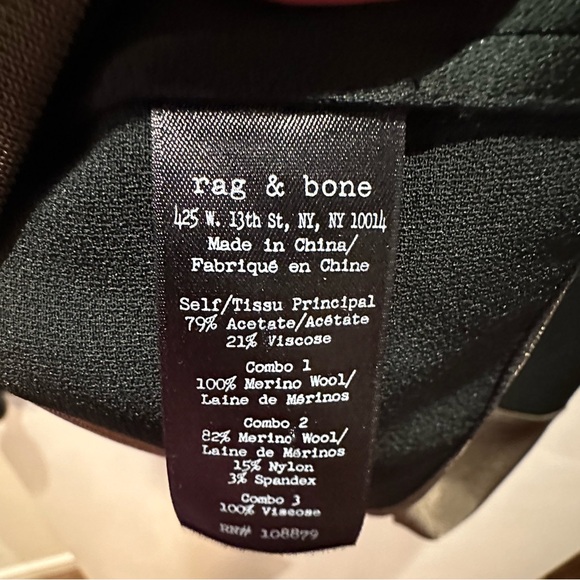 rag & bone
425 W. 13th St, NY, NY 10014
Made in China/
Fabriqué en Chine
Self/Tissu Principal
79% Acetate/Acétate
21% Viscose
Combo 1
100% Merino Wool/
Laine de Mérinos
Combo 2
82% Merino Wool/
Laine de Mérinos
15% Nylon
3% Spandex
Combo 3
100% Viscose
RN# 108879